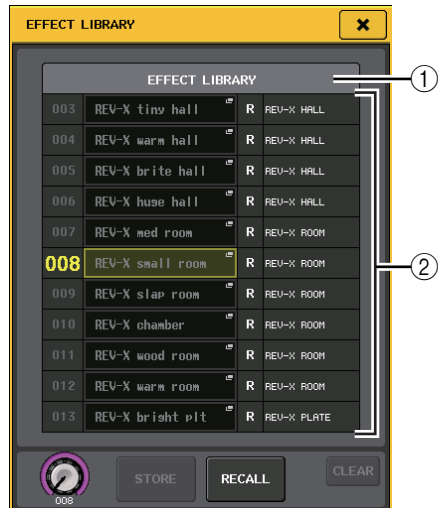 EFFECT LIBRARY
EFFECT LIBRARY
1
003 REV-X tiny hall R REV-X HALL
004 REV-X warm hall R REV-X HALL
005 REV-X brite hall R REV-X HALL
006 REV-X huge hall R REV-X HALL
007 REV-X med room R REV-X ROOM
008 REV-X small room R REV-X ROOM
2
009 REV-X slap room R REV-X ROOM
010 REV-X chamber R REV-X ROOM
011 REV-X wood room R REV-X ROOM
012 REV-X warm room R REV-X ROOM
013 REV-X bright plt R REV-X PLATE
STORE RECALL CLEAR
008